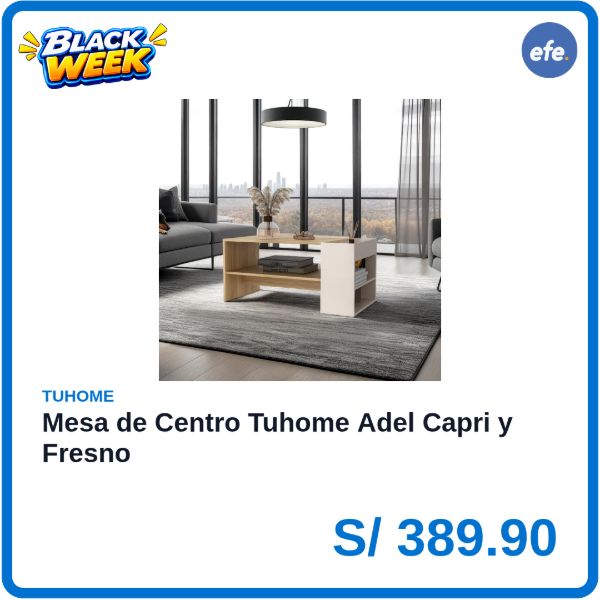 BLACK
WEEK
efe.
TUHOME
Mesa de Centro Tuhome Adel Capri y
Fresno
S/ 389.90